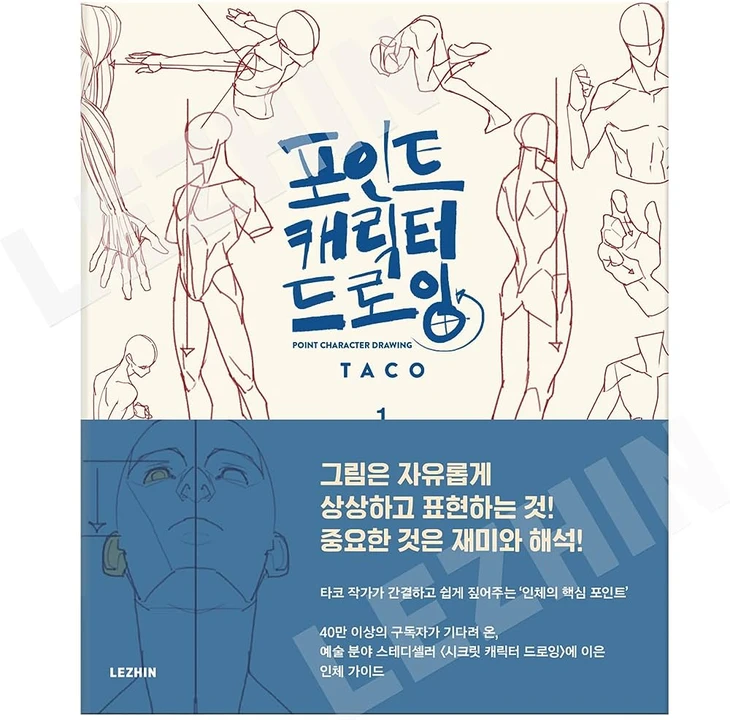 포인트
캐릭터
드로잉
POINT CHARACTER DRAWING
TACO
1
그림은 자유롭게
상상하고 표현하는 것!
중요한 것은 재미와 해석!
타코 작가가 간결하고 쉽게 짚어주는 ‘인체의 핵심 포인트’
40만 이상의 구독자가 기다려 온,
예술 분야 스테디셀러 <시크릿 캐릭터 드로잉>에 이은
인체 가이드
LEZHIN
LEZHIN
LEZHIN